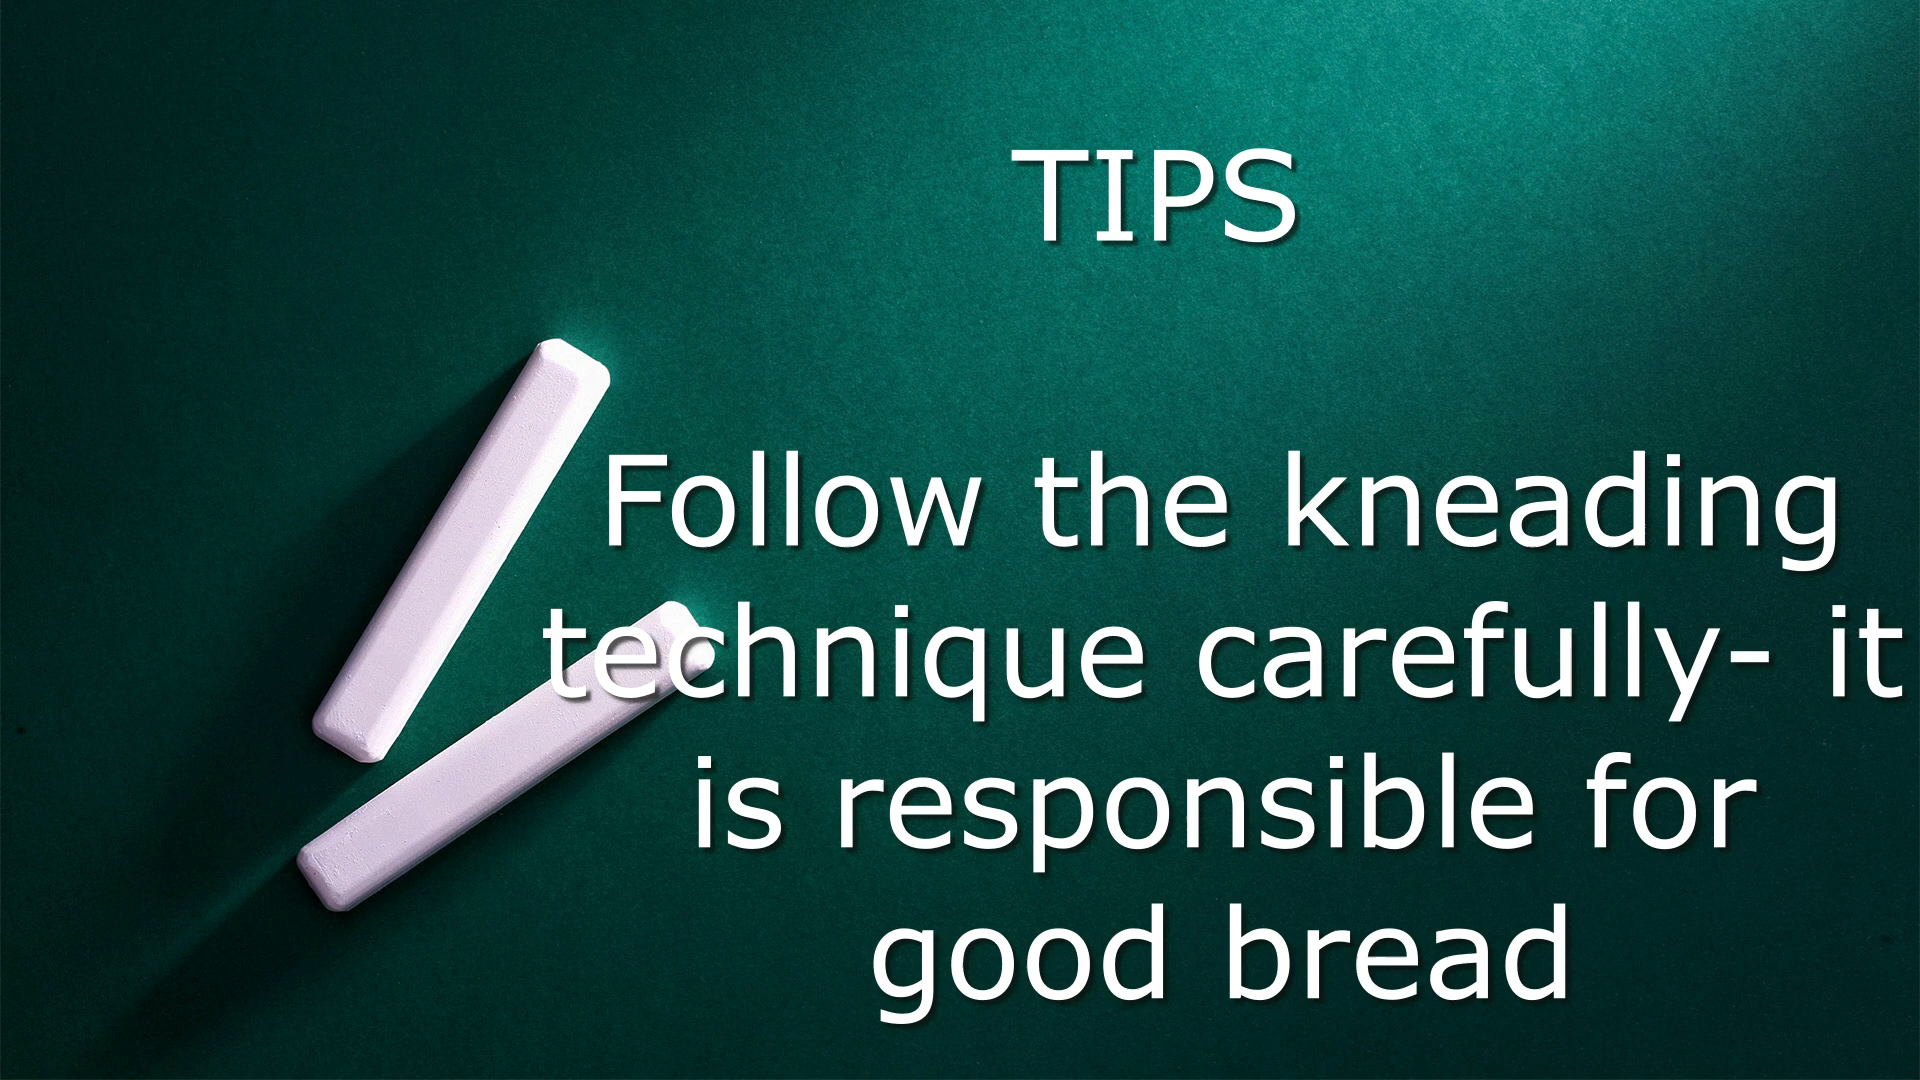 TIPS
Follow the kneading
technique carefully- it
is responsible for
good bread